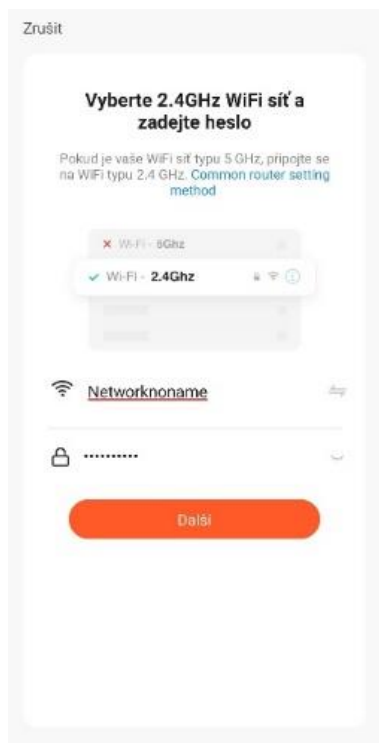 Zrušit
Vyberte 2.4GHz WiFi síť a
zadejte heslo
Pokud je vaše WiFi síť typu 5 GHz, připojte se
na WiFi typu 2.4 GHz. Common router setting
method
Wi-Fi - 5Ghz
Wi-Fi - 2.4Ghz
Networknoname
••••••••••
Další